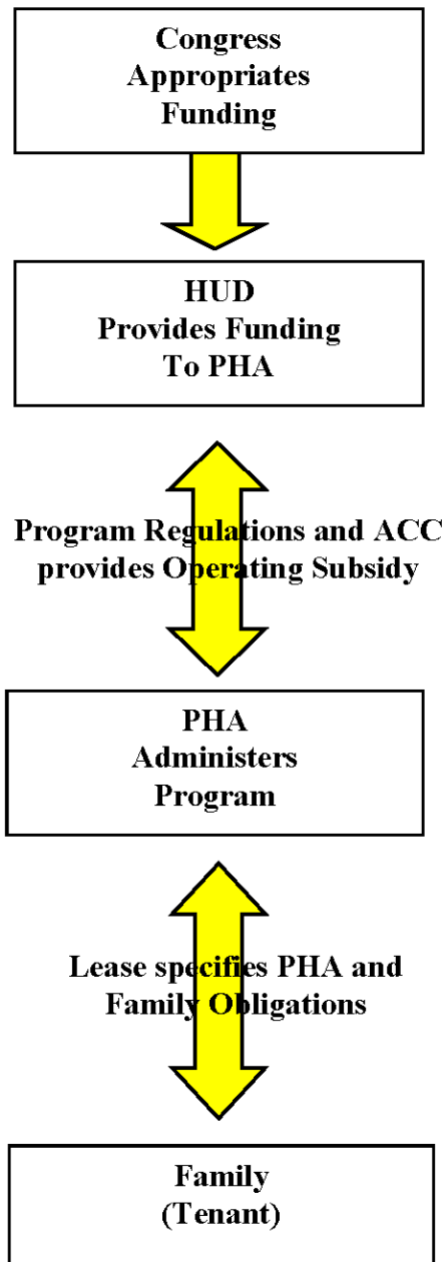 Congress
Appropriates
Funding
HUD
Provides Funding
To PHA
Program Regulations and ACC
provides Operating Subsidy
PHA
Administers
Program
Lease specifies PHA and
Family Obligations
Family
(Tenant)